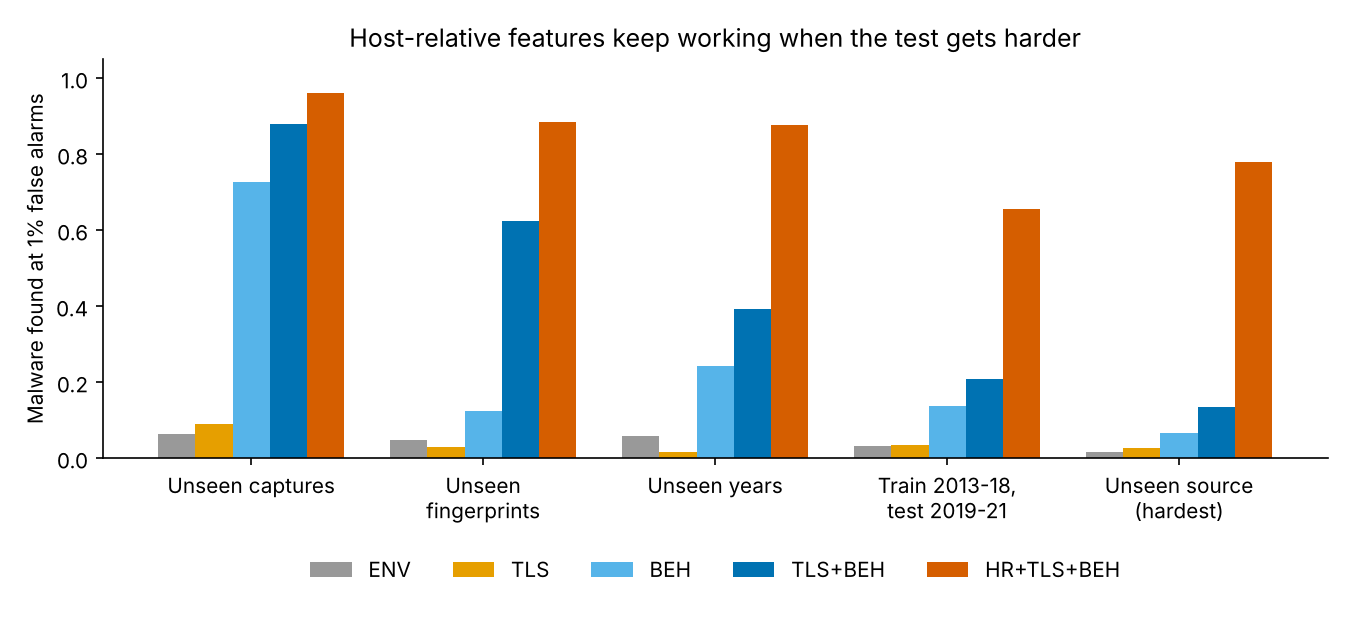 Host-relative features keep working when the test gets harder
Malware found at 1% false alarms
1.0
0.8
0.6
0.4
0.2
0.0
Unseen captures
Unseen
fingerprints
Unseen years
Train 2013-18,
test 2019-21
Unseen source
(hardest)
ENV
TLS
BEH
TLS+BEH
HR+TLS+BEH